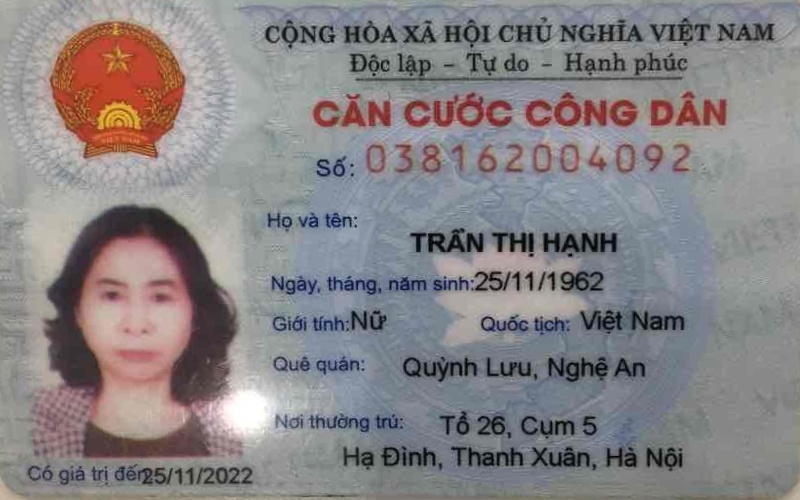 CỘNG HÒA XÃ HỘI CHỦ NGHĨA VIỆT NAM
Độc lập - Tự do - Hạnh phúc
CĂN CƯỚC CÔNG DÂN
Số: 038162004092
Họ và tên:
TRẦN THỊ HẠNH
Ngày, tháng, năm sinh:25/11/1962
Giới tính:Nữ Quốc tịch: Việt Nam
Quê quán: Quỳnh Lưu, Nghệ An
Nơi thường trú: Tổ 26, Cụm 5
Hạ Đình, Thanh Xuân, Hà Nội
Có giá trị đến25/11/2022